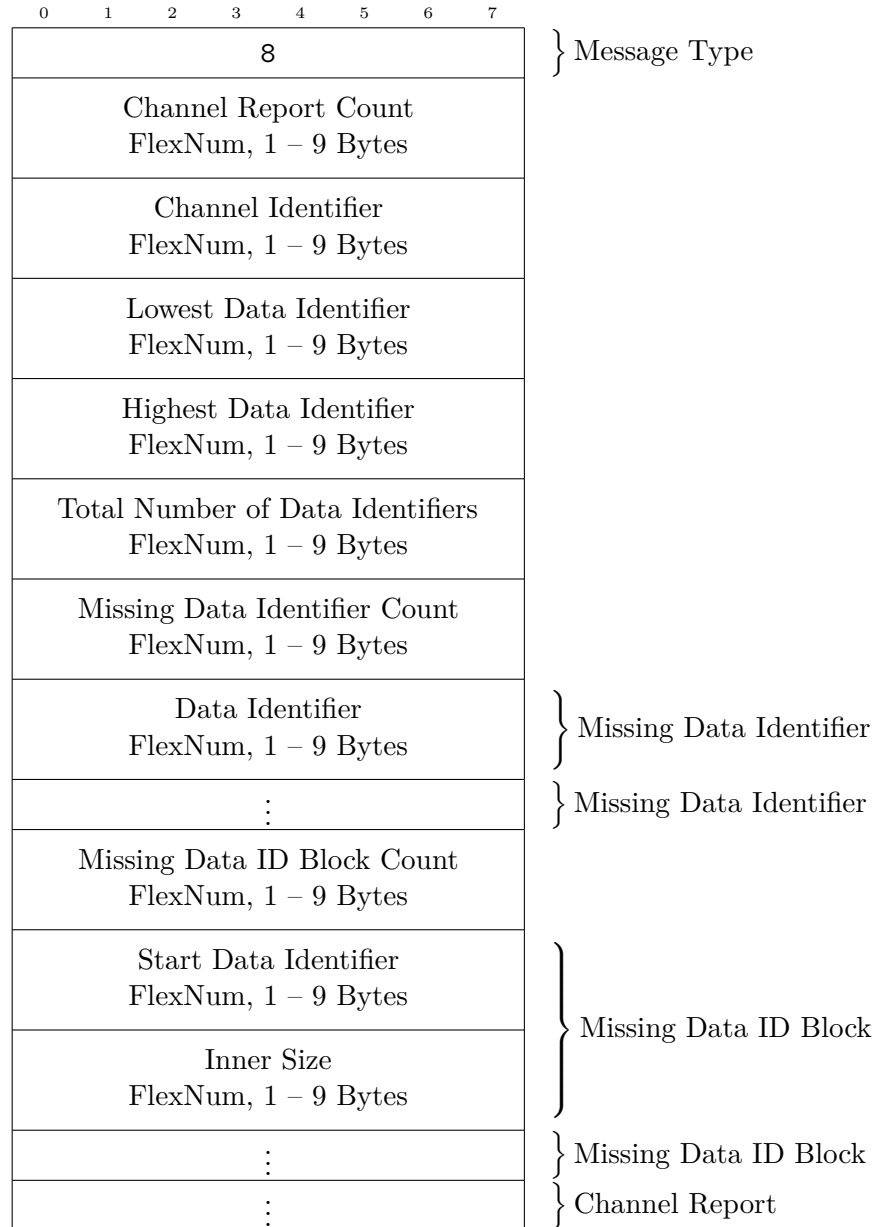 0 1 2 3 4 5 6 7
8
Message Type
Channel Report Count
FlexNum, 1 – 9 Bytes
Channel Identifier
FlexNum, 1 – 9 Bytes
Lowest Data Identifier
FlexNum, 1 – 9 Bytes
Highest Data Identifier
FlexNum, 1 – 9 Bytes
Total Number of Data Identifiers
FlexNum, 1 – 9 Bytes
Missing Data Identifier Count
FlexNum, 1 – 9 Bytes
Data Identifier
FlexNum, 1 – 9 Bytes
Missing Data Identifier
⋮
Missing Data Identifier
Missing Data ID Block Count
FlexNum, 1 – 9 Bytes
Start Data Identifier
FlexNum, 1 – 9 Bytes
Inner Size
FlexNum, 1 – 9 Bytes
Missing Data ID Block
⋮
Missing Data ID Block
⋮
Channel Report